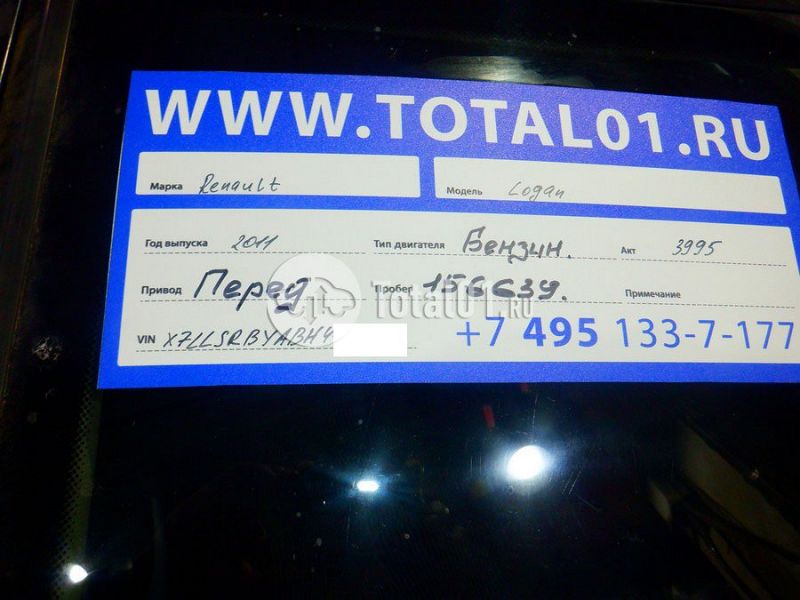 WWW.TOTAL01.RU
Марка Renault Модель Logan
Год выпуска 2011 Тип двигателя Бензин. Акт 3995
Привод Перед Пробег 156639. Примечание
Total01.RU
VIN X7LLSRBYABH4 +7 495 133-7-177